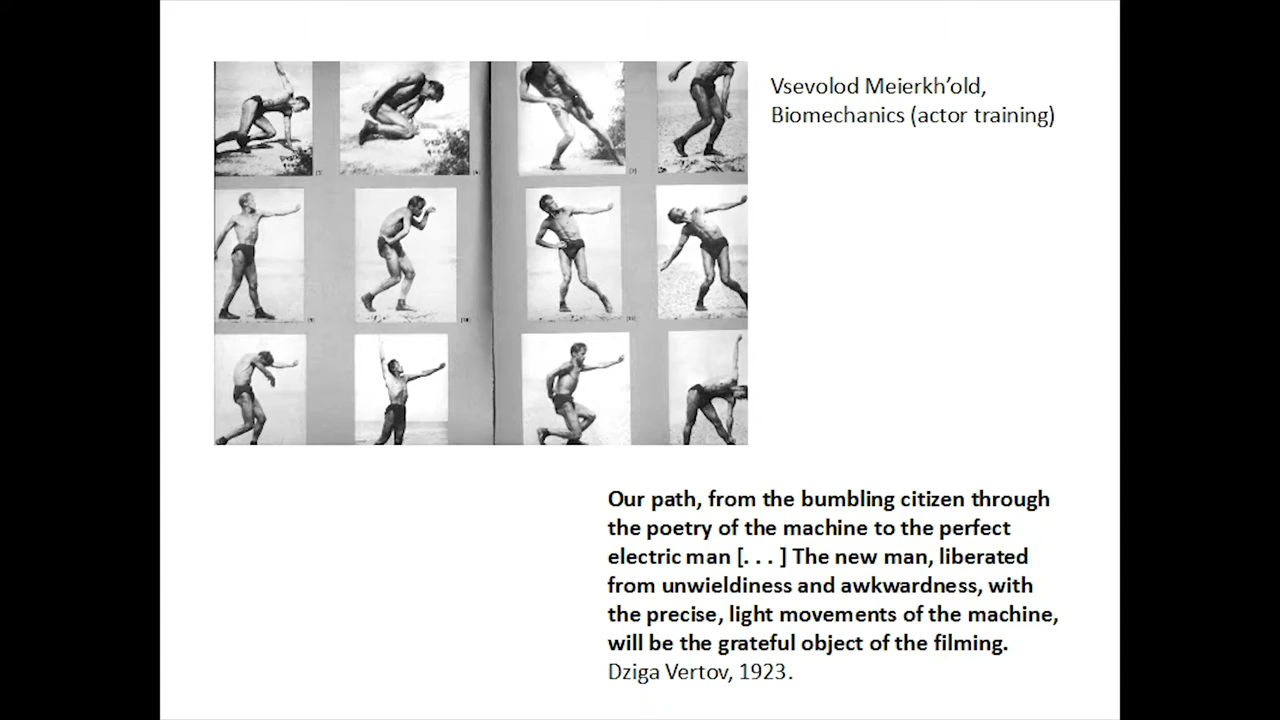 Vsevolod Meierkh’old,
Biomechanics (actor training)
Our path, from the bumbling citizen through
the poetry of the machine to the perfect
electric man [. . . ] The new man, liberated
from unwieldiness and awkwardness, with
the precise, light movements of the machine,
will be the grateful object of the filming.
Dziga Vertov, 1923.